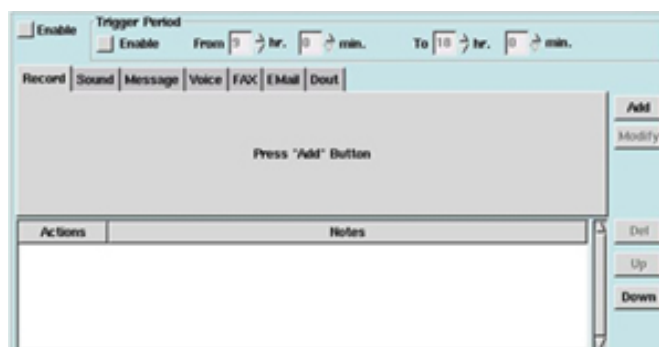 Trigger Period
Enable
Enable From 9 hr. 0 min. To 18 hr. 0 min.
Record Sound Message Voice FAX EMail Dout
Add
Modify
Press "Add" Button
Actions Notes
Del
Up
Down